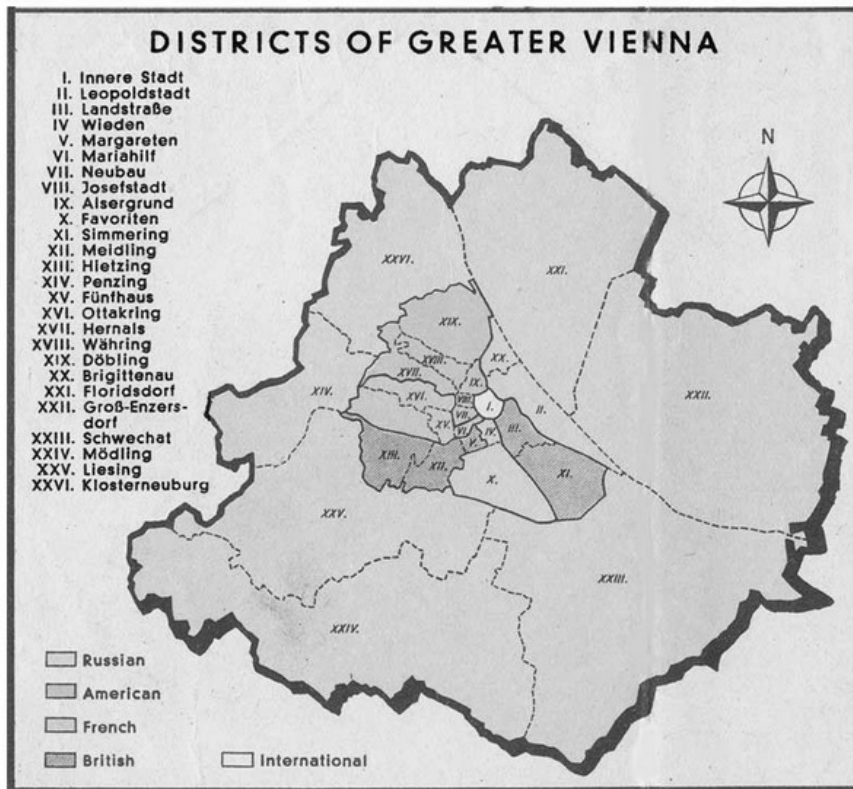 DISTRICTS OF GREATER VIENNA
I. Innere Stadt
II. Leopoldstadt
III. Landstraße
IV Wieden
V. Margareten
VI. Mariahilf
VII. Neubau
VIII. Josefstadt
IX. Alsergrund
X. Favoriten
XI. Simmering
XII. Meidling
XIII. Hietzing
XIV. Penzing
XV. Fünfhaus
XVI. Ottakring
XVII. Hernals
XVIII. Währing
XIX. Döbling
XX. Brigittenau
XXI. Floridsdorf
XXII. Groß-Enzers-
dorf
XXIII. Schwechat
XXIV. Mödling
XXV. Liesing
XXVI. Klosterneuburg
N
XXVI.
XXI.
XIX.
XXII.
XVIII.
XX.
XVII.
IX.
XIV.
XVI.
VIII.
I.
II.
VII.
XV.
VI.
IV.
III.
V.
XIII.
XII.
X.
XI.
XXV.
XXIII.
XXIV.
Russian
American
French
British
International